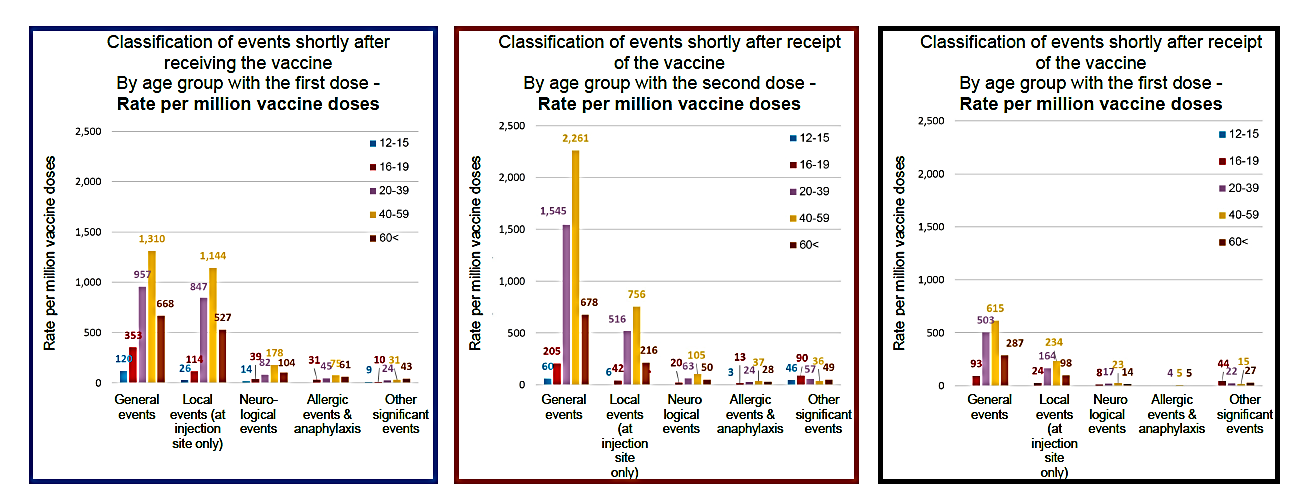 Classification of events shortly after
receiving the vaccine
By age group with the first dose -
Rate per million vaccine doses
Rate per million vaccine doses
2,500
2,000
1,500
1,000
500
0
12-15
16-19
20-39
40-59
60<
120
353
957
1,310
668
26
114
847
1,144
527
14
39
82
178
104
31
45
75
61
9
10
24
31
43
General
events
Local
events (at
injection
site only)
Neuro-
logical
events
Allergic
events &
anaphylaxis
Other
significant
events
Classification of events shortly after receipt
of the vaccine
By age group with the second dose -
Rate per million vaccine doses
Rate per million vaccine doses
2,500
2,000
1,500
1,000
500
0
12-15
16-19
20-39
40-59
60<
60
205
1,545
2,261
678
6
42
516
756
216
20
63
105
50
3
13
24
37
28
46
90
57
36
49
General
events
Local
events
(at
injection
site
only)
Neuro
logical
events
Allergic
events &
anaphylaxis
Other
significant
events
Classification of events shortly after receipt
of the vaccine
By age group with the first dose -
Rate per million vaccine doses
Rate per million vaccine doses
2,500
2,000
1,500
1,000
500
0
12-15
16-19
20-39
40-59
60<
93
503
615
287
24
164
234
98
8
17
23
14
4
5
5
44
22
15
27
General
events
Local
events
(at
injection
site
only)
Neuro
logical
events
Allergic
events &
anaphylaxis
Other
significant
events